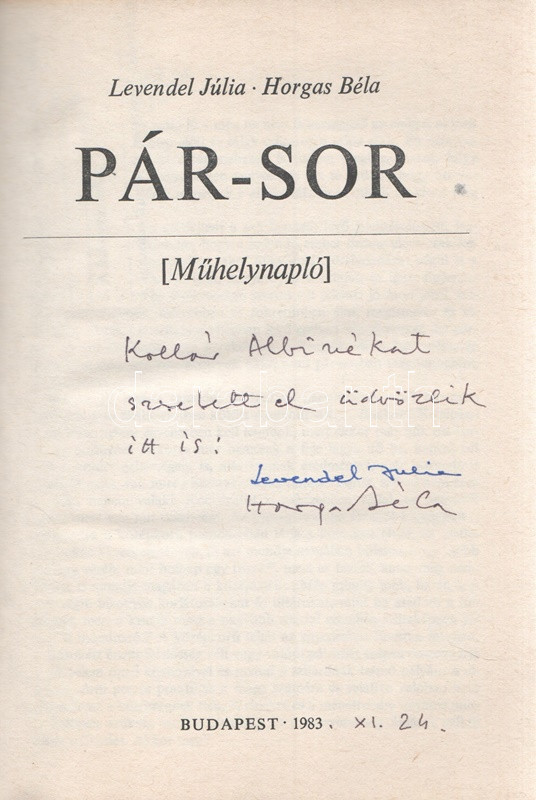 Levendel Júlia · Horgas Béla
PÁR-SOR
[Műhelynapló]
Kollár Albinékat
szeretettel üdvözlik
itt is:
Levendel Júlia
Horgas Béla
BUDAPEST · 1983. XI. 24.